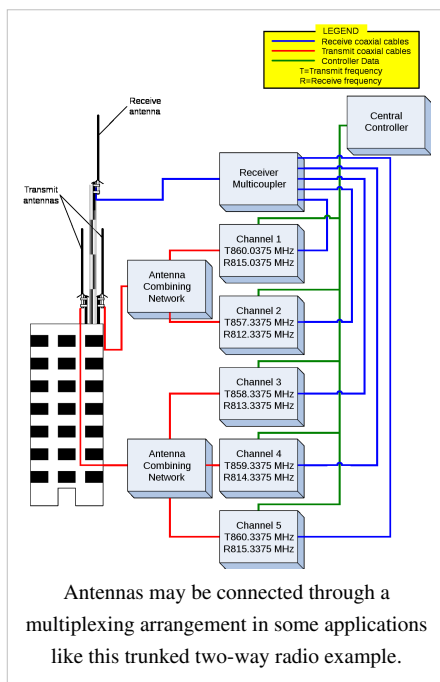 LEGEND
Receive coaxial cables
Transmit coaxial cables
Controller Data
T=Transmit frequency
R=Receive frequency
Receive
antenna
Central
Controller
Receiver
Multicoupler
Transmit
antennas
Channel 1
T860.0375 MHz
R815.0375 MHz
Antenna
Combining
Network
Channel 2
T857.3375 MHz
R812.3375 MHz
Channel 3
T858.3375 MHz
R813.3375 MHz
Antenna
Combining
Network
Channel 4
T859.3375 MHz
R814.3375 MHz
Channel 5
T860.3375 MHz
R815.3375 MHz
Antennas may be connected through a
multiplexing arrangement in some applications
like this trunked two-way radio example.